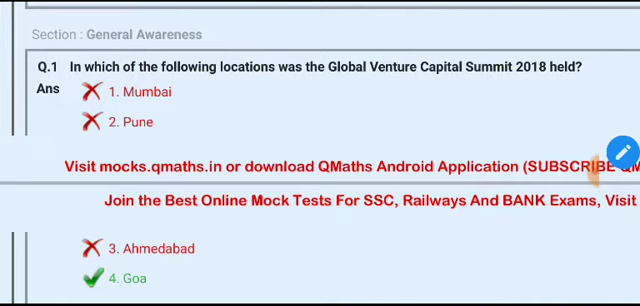 Section : General Awareness
Q.1 In which of the following locations was the Global Venture Capital Summit 2018 held?
Ans 1. Mumbai
2. Pune
Visit mocks.qmaths.in or download QMaths Android Application (SUBSCRIBE QM
Join the Best Online Mock Tests For SSC, Railways And BANK Exams, Visit
3. Ahmedabad
4. Goa